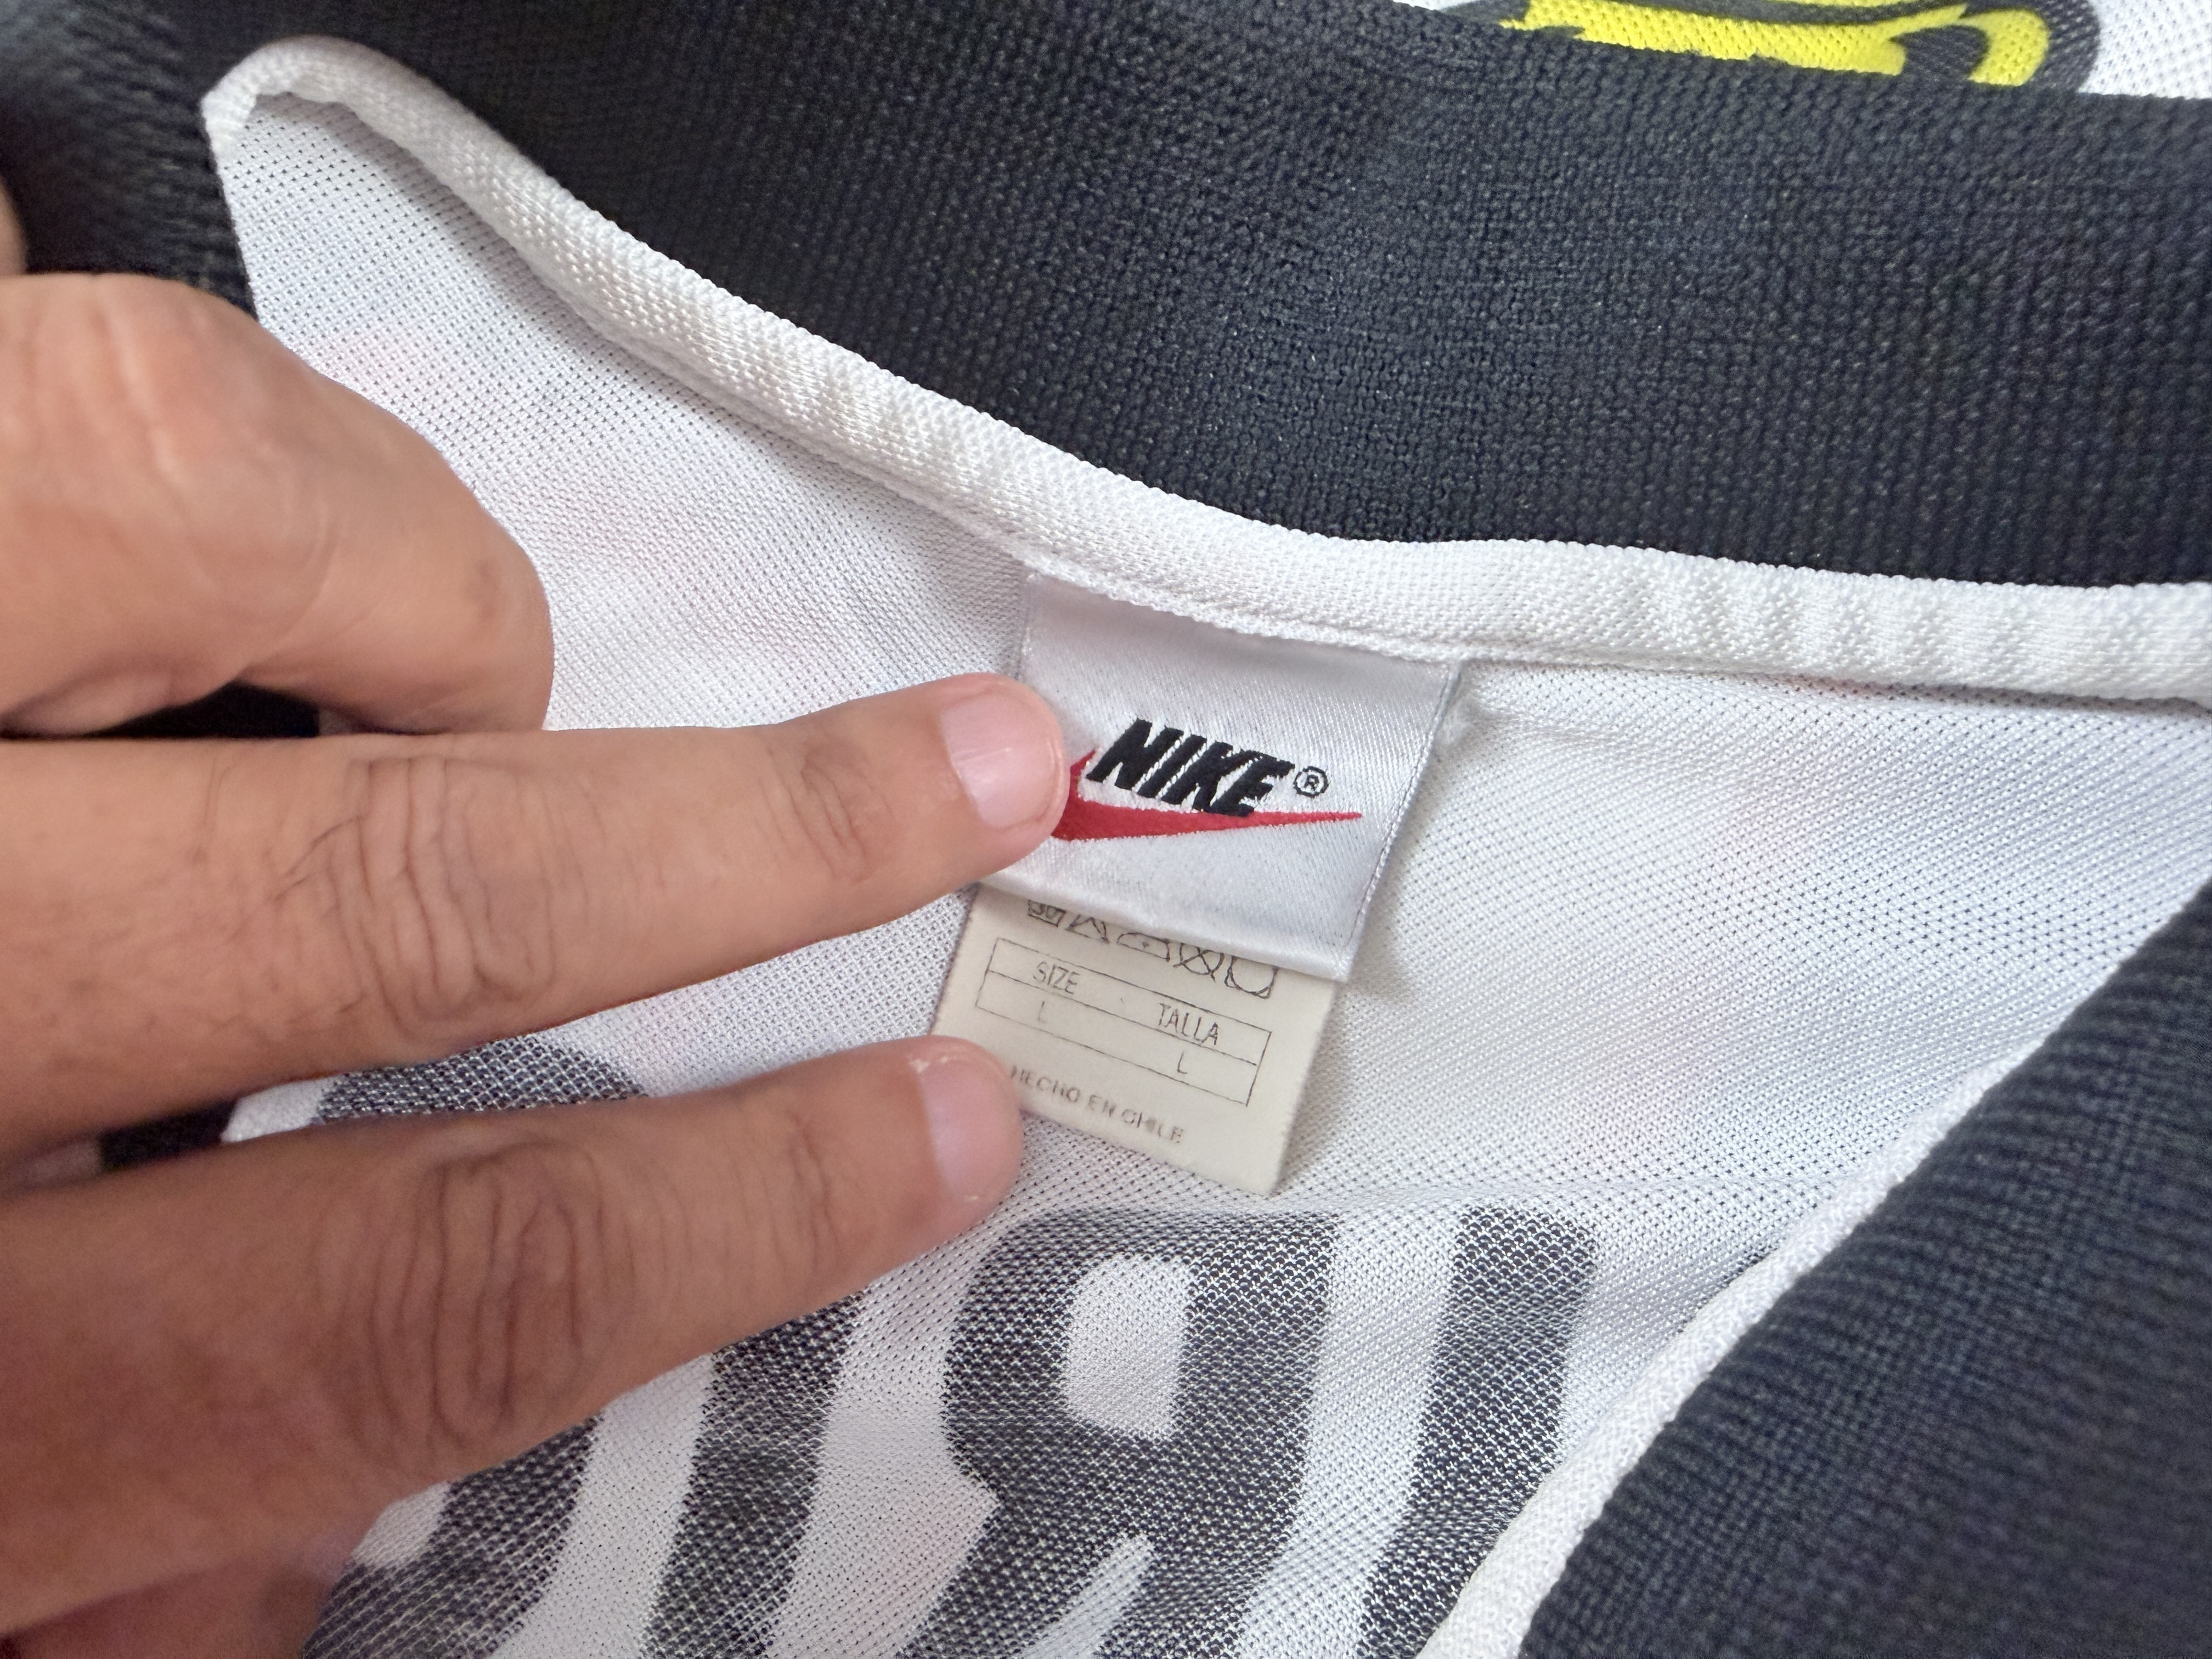 NIKE®
SIZE TALLA
L L
HECHO EN CHILE